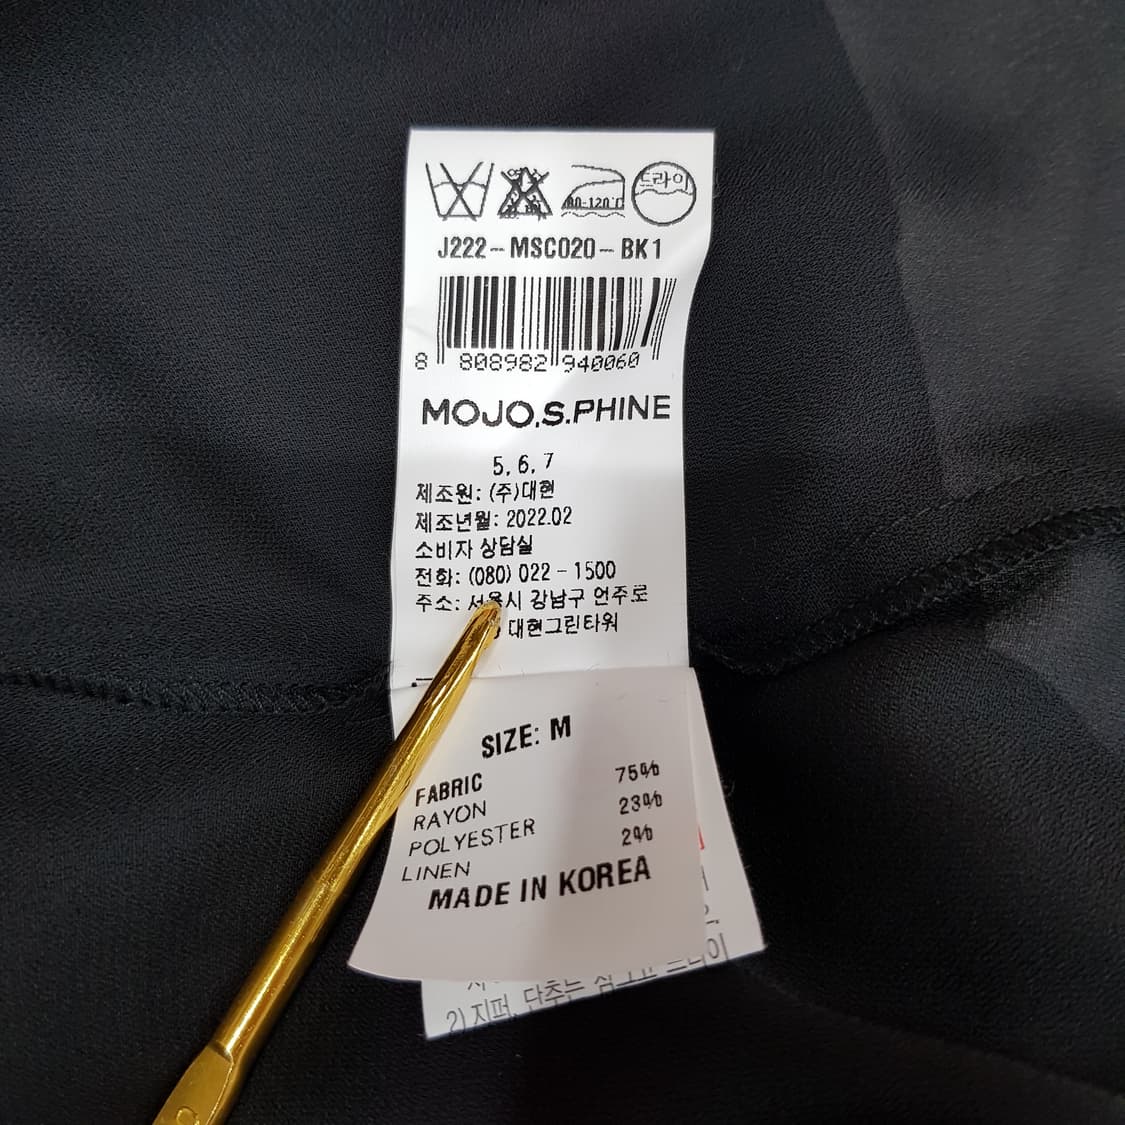 드라이
80-120℃
J222-MSC020-BK1
8 808982 940060
MOJO.S.PHINE
5, 6, 7
제조원: (주)대현
제조년월: 2022.02
소비자 상담실
전화: (080) 022-1500
주소: 서울시 강남구 언주로
대현그린타워
SIZE: M
FABRIC
RAYON 75%
POLYESTER 23%
LINEN 2%
MADE IN KOREA
2) 지퍼, 단추는